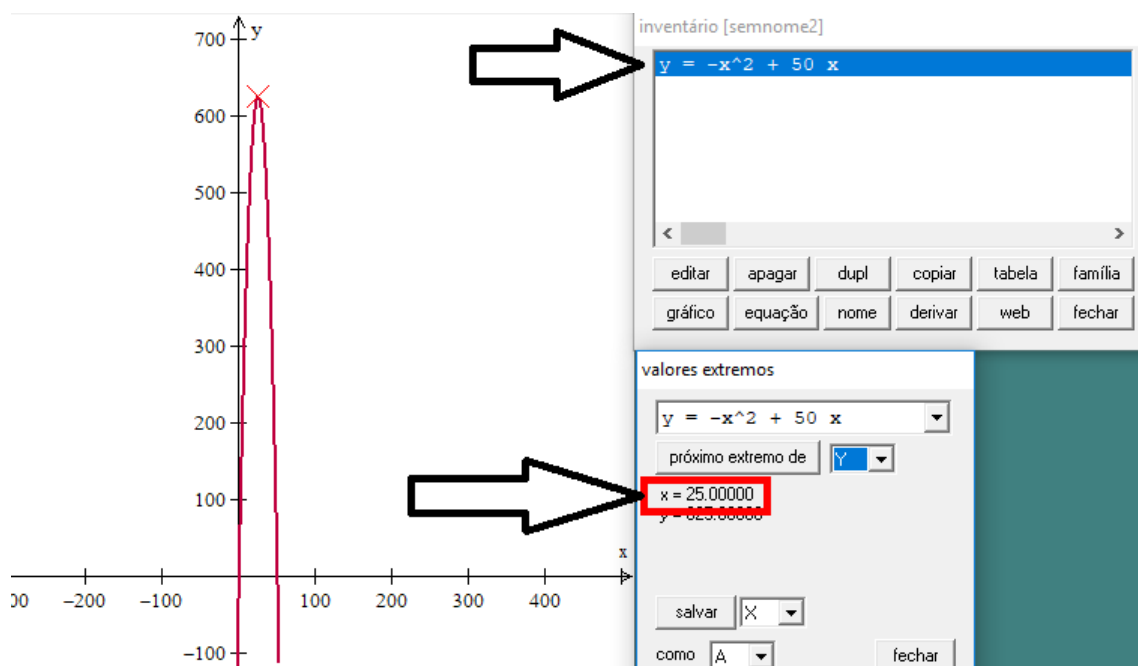 y
700
600
500
400
300
200
100
x
00 -200 -100 100 200 300 400
-100
inventário [semnome2]
y = -x^2 + 50 x
editar apagar dupl copiar tabela família
gráfico equação nome derivar web fechar
valores extremos
y = -x^2 + 50 x
próximo extremo de Y
x = 25.00000
y = 625.00000
salvar X
como A fechar